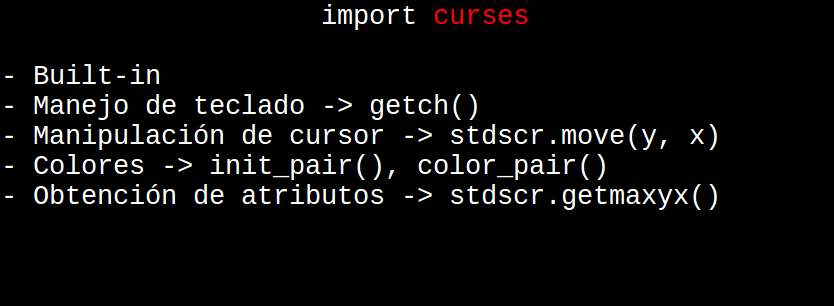 import curses
- Built-in
- Manejo de teclado -> getch()
- Manipulación de cursor -> stdscr.move(y, x)
- Colores -> init_pair(), color_pair()
- Obtención de atributos -> stdscr.getmaxyx()